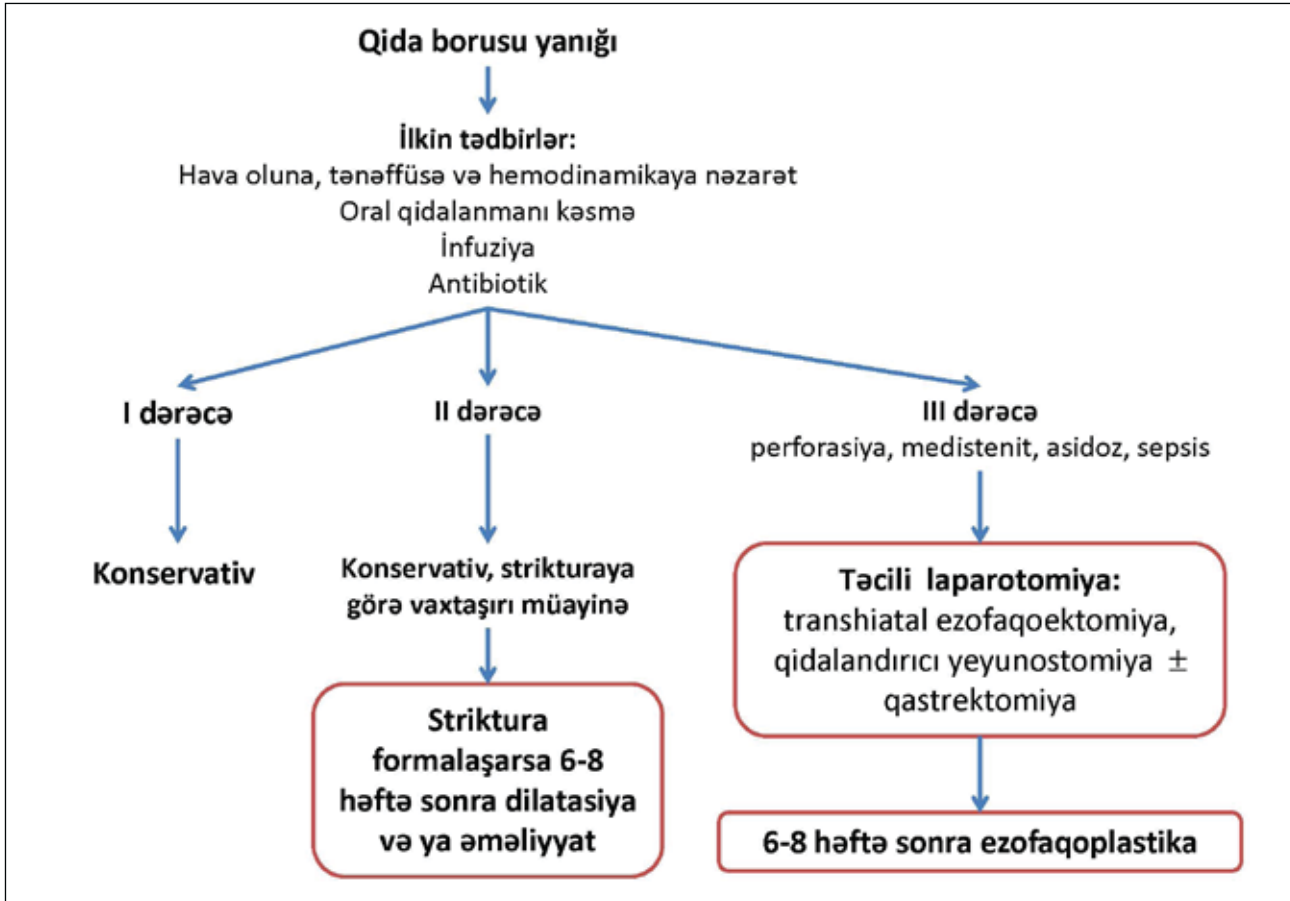 Qida borusu yanığı
İlkin tədbirlər:
Hava oluna, tənəffüsə və hemodinamikaya nəzarət
Oral qidalanmanı kəsmə
İnfuziya
Antibiotik
I dərəcə
Konservativ
II dərəcə
Konservativ, strikturaya
görə vaxtaşırı müayinə
Striktura
formalaşarsa 6-8
həftə sonra dilatasiya
və ya əməliyyat
III dərəcə
perforasiya, medistenit, asidoz, sepsis
Təcili laparotomiya:
transhiatal ezofaqoektomiya,
qidalandırıcı yeyunostomiya ±
qastrektomiya
6-8 həftə sonra ezofaqoplastika